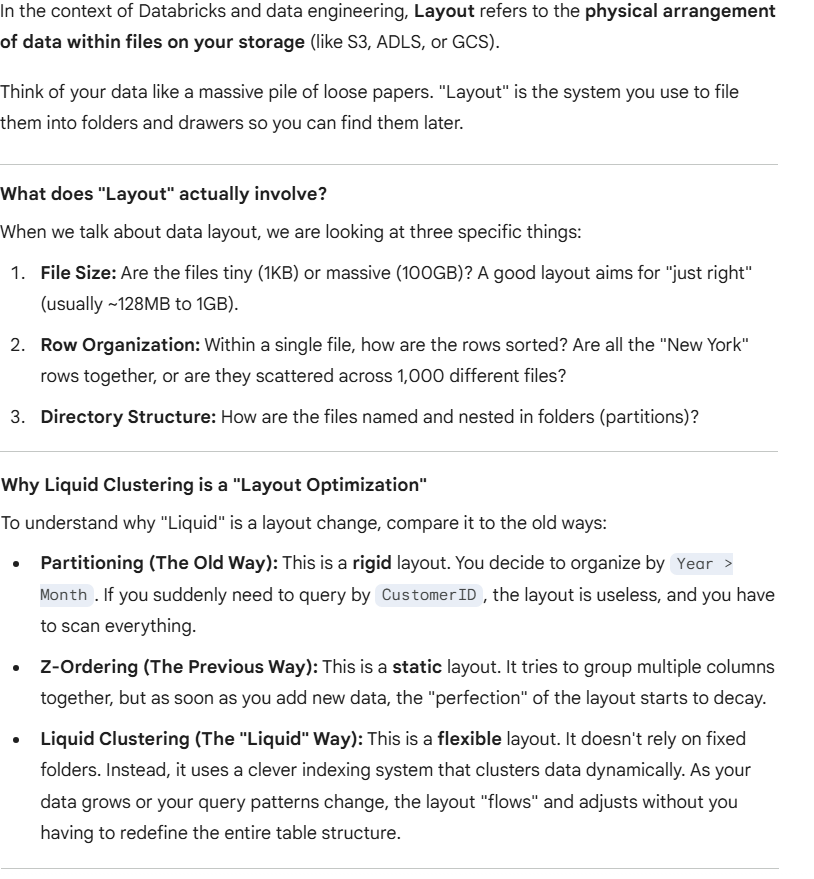 In the context of Databricks and data engineering, Layout refers to the physical arrangement
of data within files on your storage (like S3, ADLS, or GCS).
Think of your data like a massive pile of loose papers. "Layout" is the system you use to file
them into folders and drawers so you can find them later.
What does "Layout" actually involve?
When we talk about data layout, we are looking at three specific things:
1. File Size: Are the files tiny (1KB) or massive (100GB)? A good layout aims for "just right"
(usually ~128MB to 1GB).
2. Row Organization: Within a single file, how are the rows sorted? Are all the "New York"
rows together, or are they scattered across 1,000 different files?
3. Directory Structure: How are the files named and nested in folders (partitions)?
Why Liquid Clustering is a "Layout Optimization"
To understand why "Liquid" is a layout change, compare it to the old ways:
• Partitioning (The Old Way): This is a rigid layout. You decide to organize by Year >
Month . If you suddenly need to query by CustomerID , the layout is useless, and you have
to scan everything.
• Z-Ordering (The Previous Way): This is a static layout. It tries to group multiple columns
together, but as soon as you add new data, the "perfection" of the layout starts to decay.
• Liquid Clustering (The "Liquid" Way): This is a flexible layout. It doesn't rely on fixed
folders. Instead, it uses a clever indexing system that clusters data dynamically. As your
data grows or your query patterns change, the layout "flows" and adjusts without you
having to redefine the entire table structure.